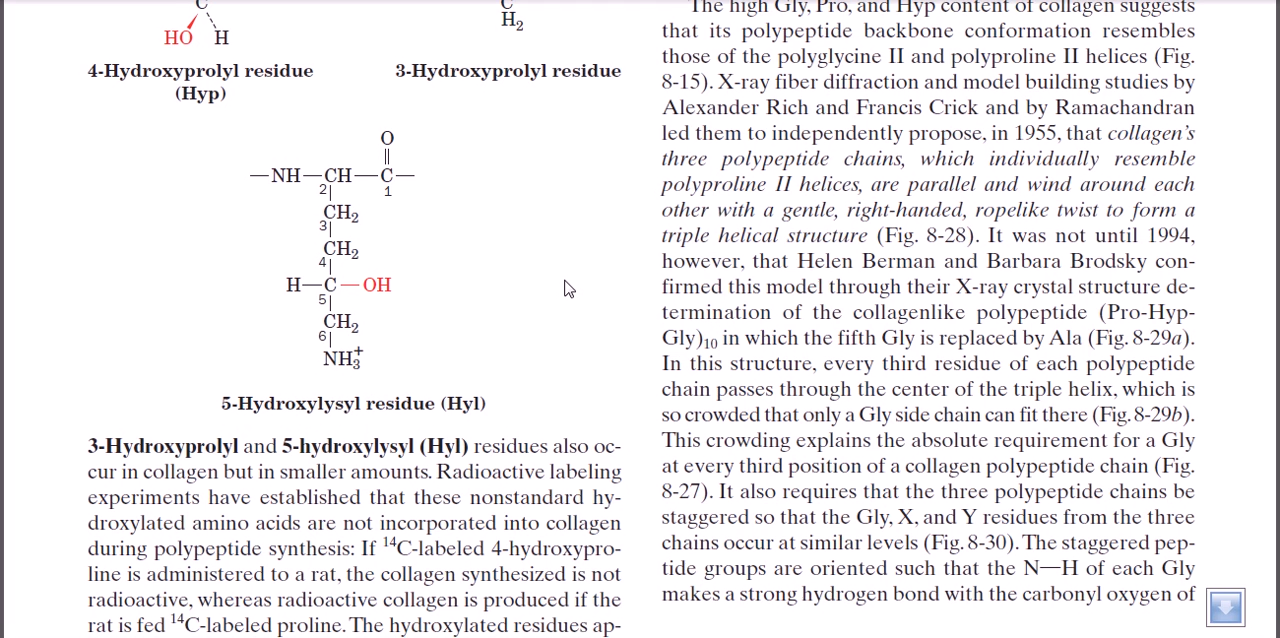 C
HO H
4-Hydroxyprolyl residue
(Hyp)
C
H₂
3-Hydroxyprolyl residue
O
—NH—CH—C—
2 1
CH₂
3
CH₂
4
H—C—OH
5
CH₂
6
NH₃⁺
5-Hydroxylysyl residue (Hyl)
3-Hydroxyprolyl and 5-hydroxylysyl (Hyl) residues also oc-
cur in collagen but in smaller amounts. Radioactive labeling
experiments have established that these nonstandard hy-
droxylated amino acids are not incorporated into collagen
during polypeptide synthesis: If ¹⁴C-labeled 4-hydroxypro-
line is administered to a rat, the collagen synthesized is not
radioactive, whereas radioactive collagen is produced if the
rat is fed ¹⁴C-labeled proline. The hydroxylated residues ap-
The high Gly, Pro, and Hyp content of collagen suggests
that its polypeptide backbone conformation resembles
those of the polyglycine II and polyproline II helices (Fig.
8-15). X-ray fiber diffraction and model building studies by
Alexander Rich and Francis Crick and by Ramachandran
led them to independently propose, in 1955, that collagen's
three polypeptide chains, which individually resemble
polyproline II helices, are parallel and wind around each
other with a gentle, right-handed, ropelike twist to form a
triple helical structure (Fig. 8-28). It was not until 1994,
however, that Helen Berman and Barbara Brodsky con-
firmed this model through their X-ray crystal structure de-
termination of the collagenlike polypeptide (Pro-Hyp-
Gly)₁₀ in which the fifth Gly is replaced by Ala (Fig. 8-29a).
In this structure, every third residue of each polypeptide
chain passes through the center of the triple helix, which is
so crowded that only a Gly side chain can fit there (Fig. 8-29b).
This crowding explains the absolute requirement for a Gly
at every third position of a collagen polypeptide chain (Fig.
8-27). It also requires that the three polypeptide chains be
staggered so that the Gly, X, and Y residues from the three
chains occur at similar levels (Fig. 8-30). The staggered pep-
tide groups are oriented such that the N—H of each Gly
makes a strong hydrogen bond with the carbonyl oxygen of